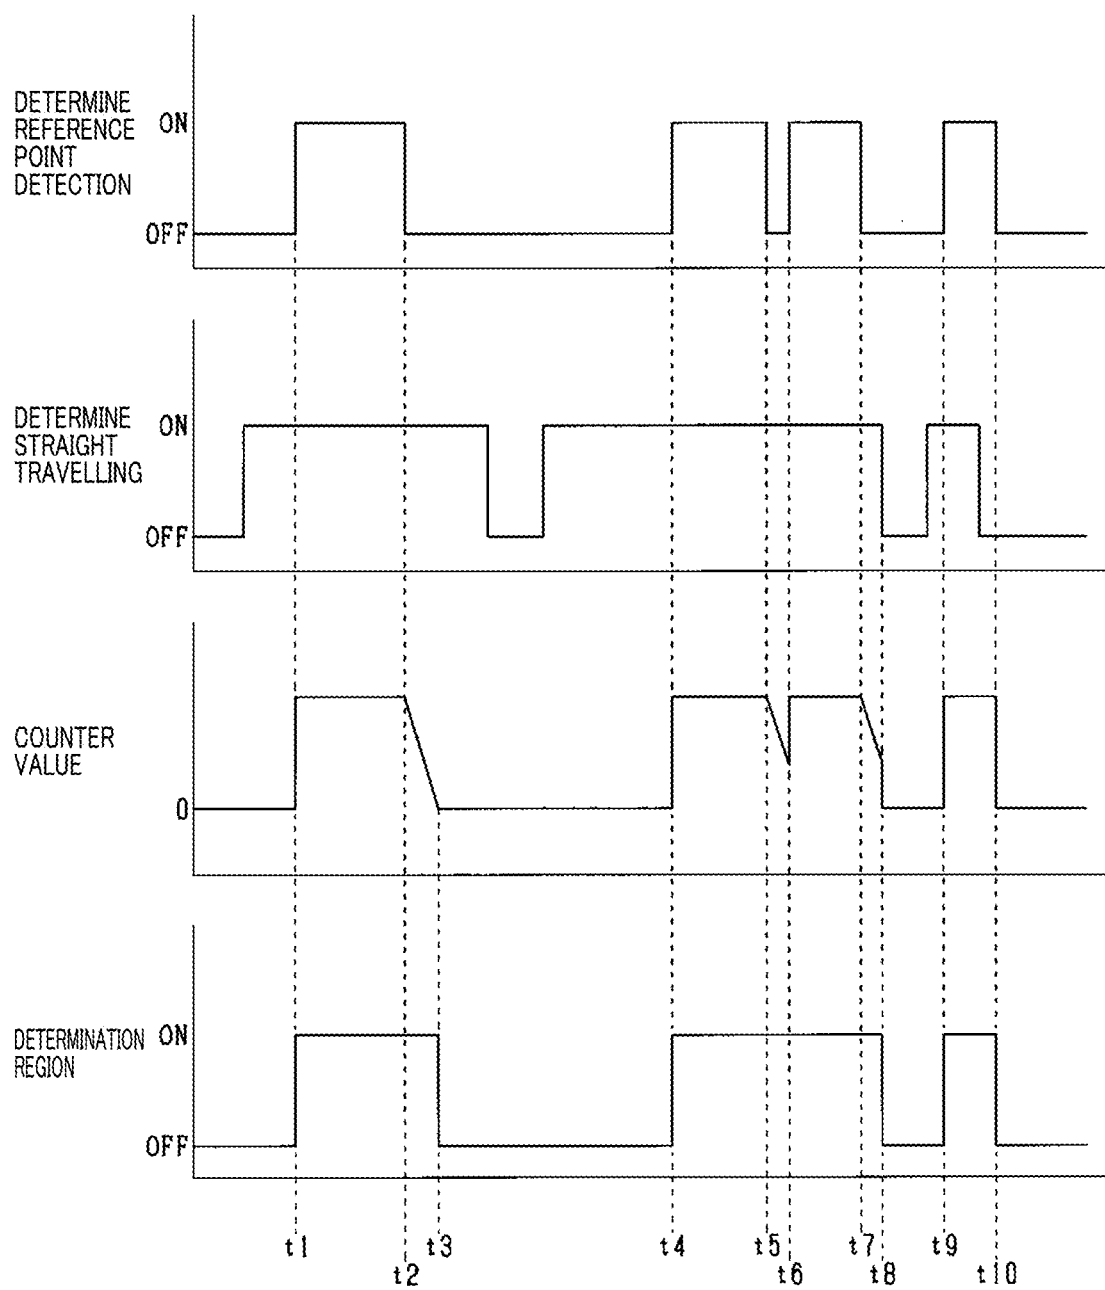 DETERMINE
REFERENCE
POINT
DETECTION
ON
OFF
DETERMINE
STRAIGHT
TRAVELLING
ON
OFF
COUNTER
VALUE
0
DETERMINATION
REGION
ON
OFF
t1
t2
t3
t4
t5
t6
t7
t8
t9
t10